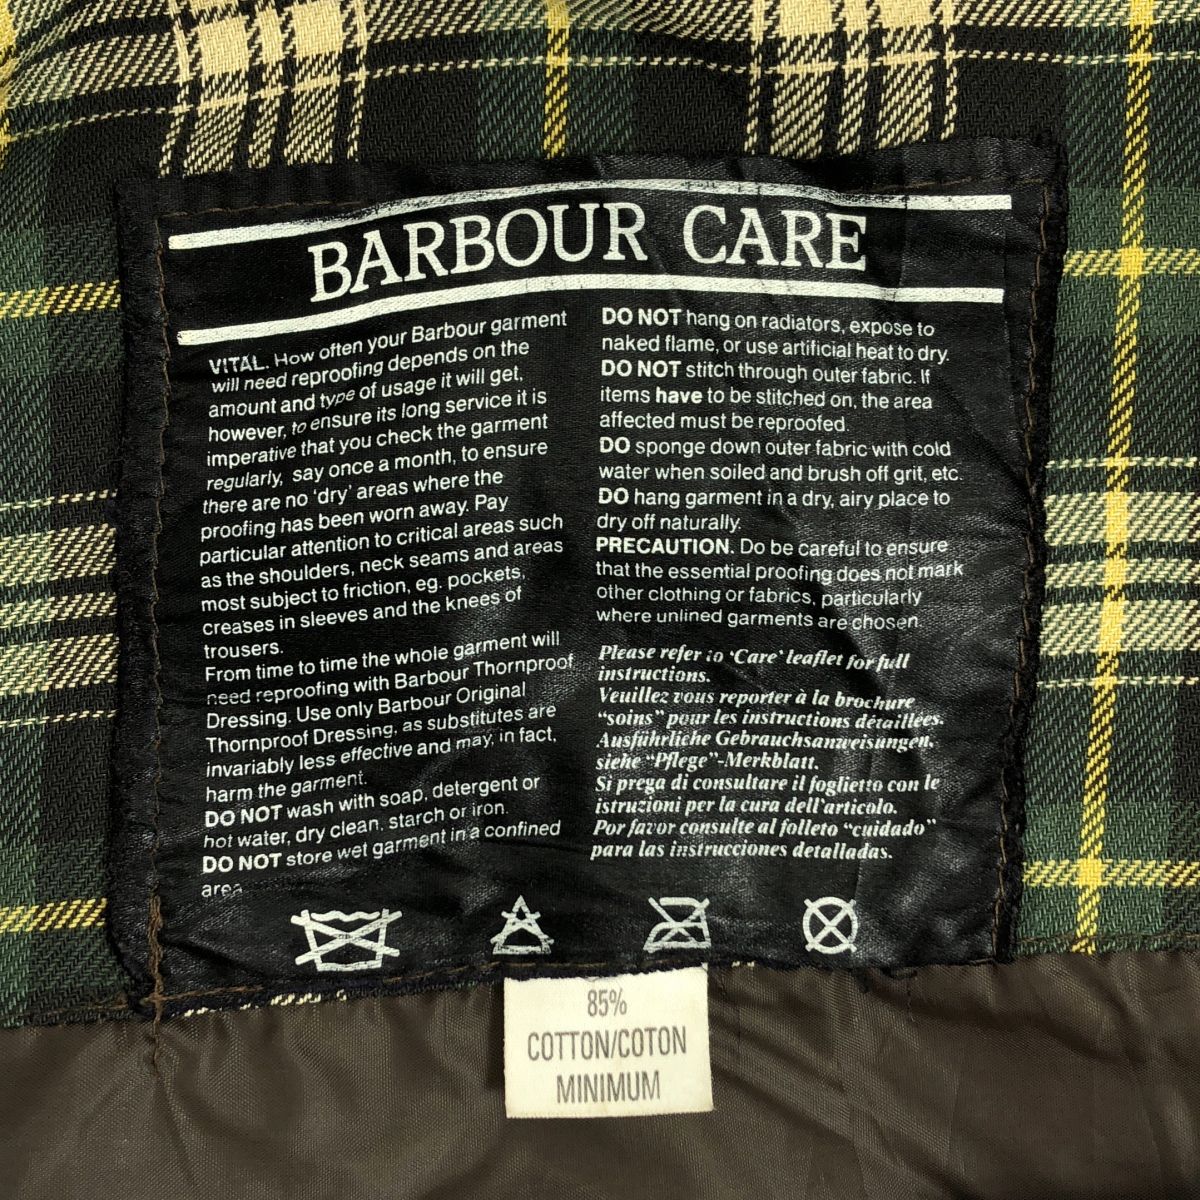 BARBOUR CARE
VITAL. How often your Barbour garment
will need reproofing depends on the
amount and type of usage it will get,
however, to ensure its long service it is
imperative that you check the garment
regularly, say once a month, to ensure
there are no 'dry' areas where the
proofing has been worn away. Pay
particular attention to critical areas such
as the shoulders, neck seams and areas
most subject to friction, eg. pockets,
creases in sleeves and the knees of
trousers.
From time to time the whole garment will
need reproofing with Barbour Thornproof
Dressing. Use only Barbour Original
Thornproof Dressing, as substitutes are
invariably less effective and may, in fact,
harm the garment.
DO NOT wash with soap, detergent or
hot water, dry clean, starch or iron.
DO NOT store wet garment in a confined
area
DO NOT hang on radiators, expose to
naked flame, or use artificial heat to dry.
DO NOT stitch through outer fabric. If
items have to be stitched on, the area
affected must be reproofed.
DO sponge down outer fabric with cold
water when soiled and brush off grit, etc.
DO hang garment in a dry, airy place to
dry off naturally.
PRECAUTION. Do be careful to ensure
that the essential proofing does not mark
other clothing or fabrics, particularly
where unlined garments are chosen.
Please refer to 'Care' leaflet for full
instructions.
Veuillez vous reporter à la brochure
"soins" pour les instructions détaillées.
Ausführliche Gebrauchsanweisungen,
siehe "Pflege"-Merkblatt.
Si prega di consultare il foglietto con le
istruzioni per la cura dell'articolo.
Por favor consulte al folleto "cuidado"
para las instrucciones detalladas.
85%
COTTON/COTON
MINIMUM